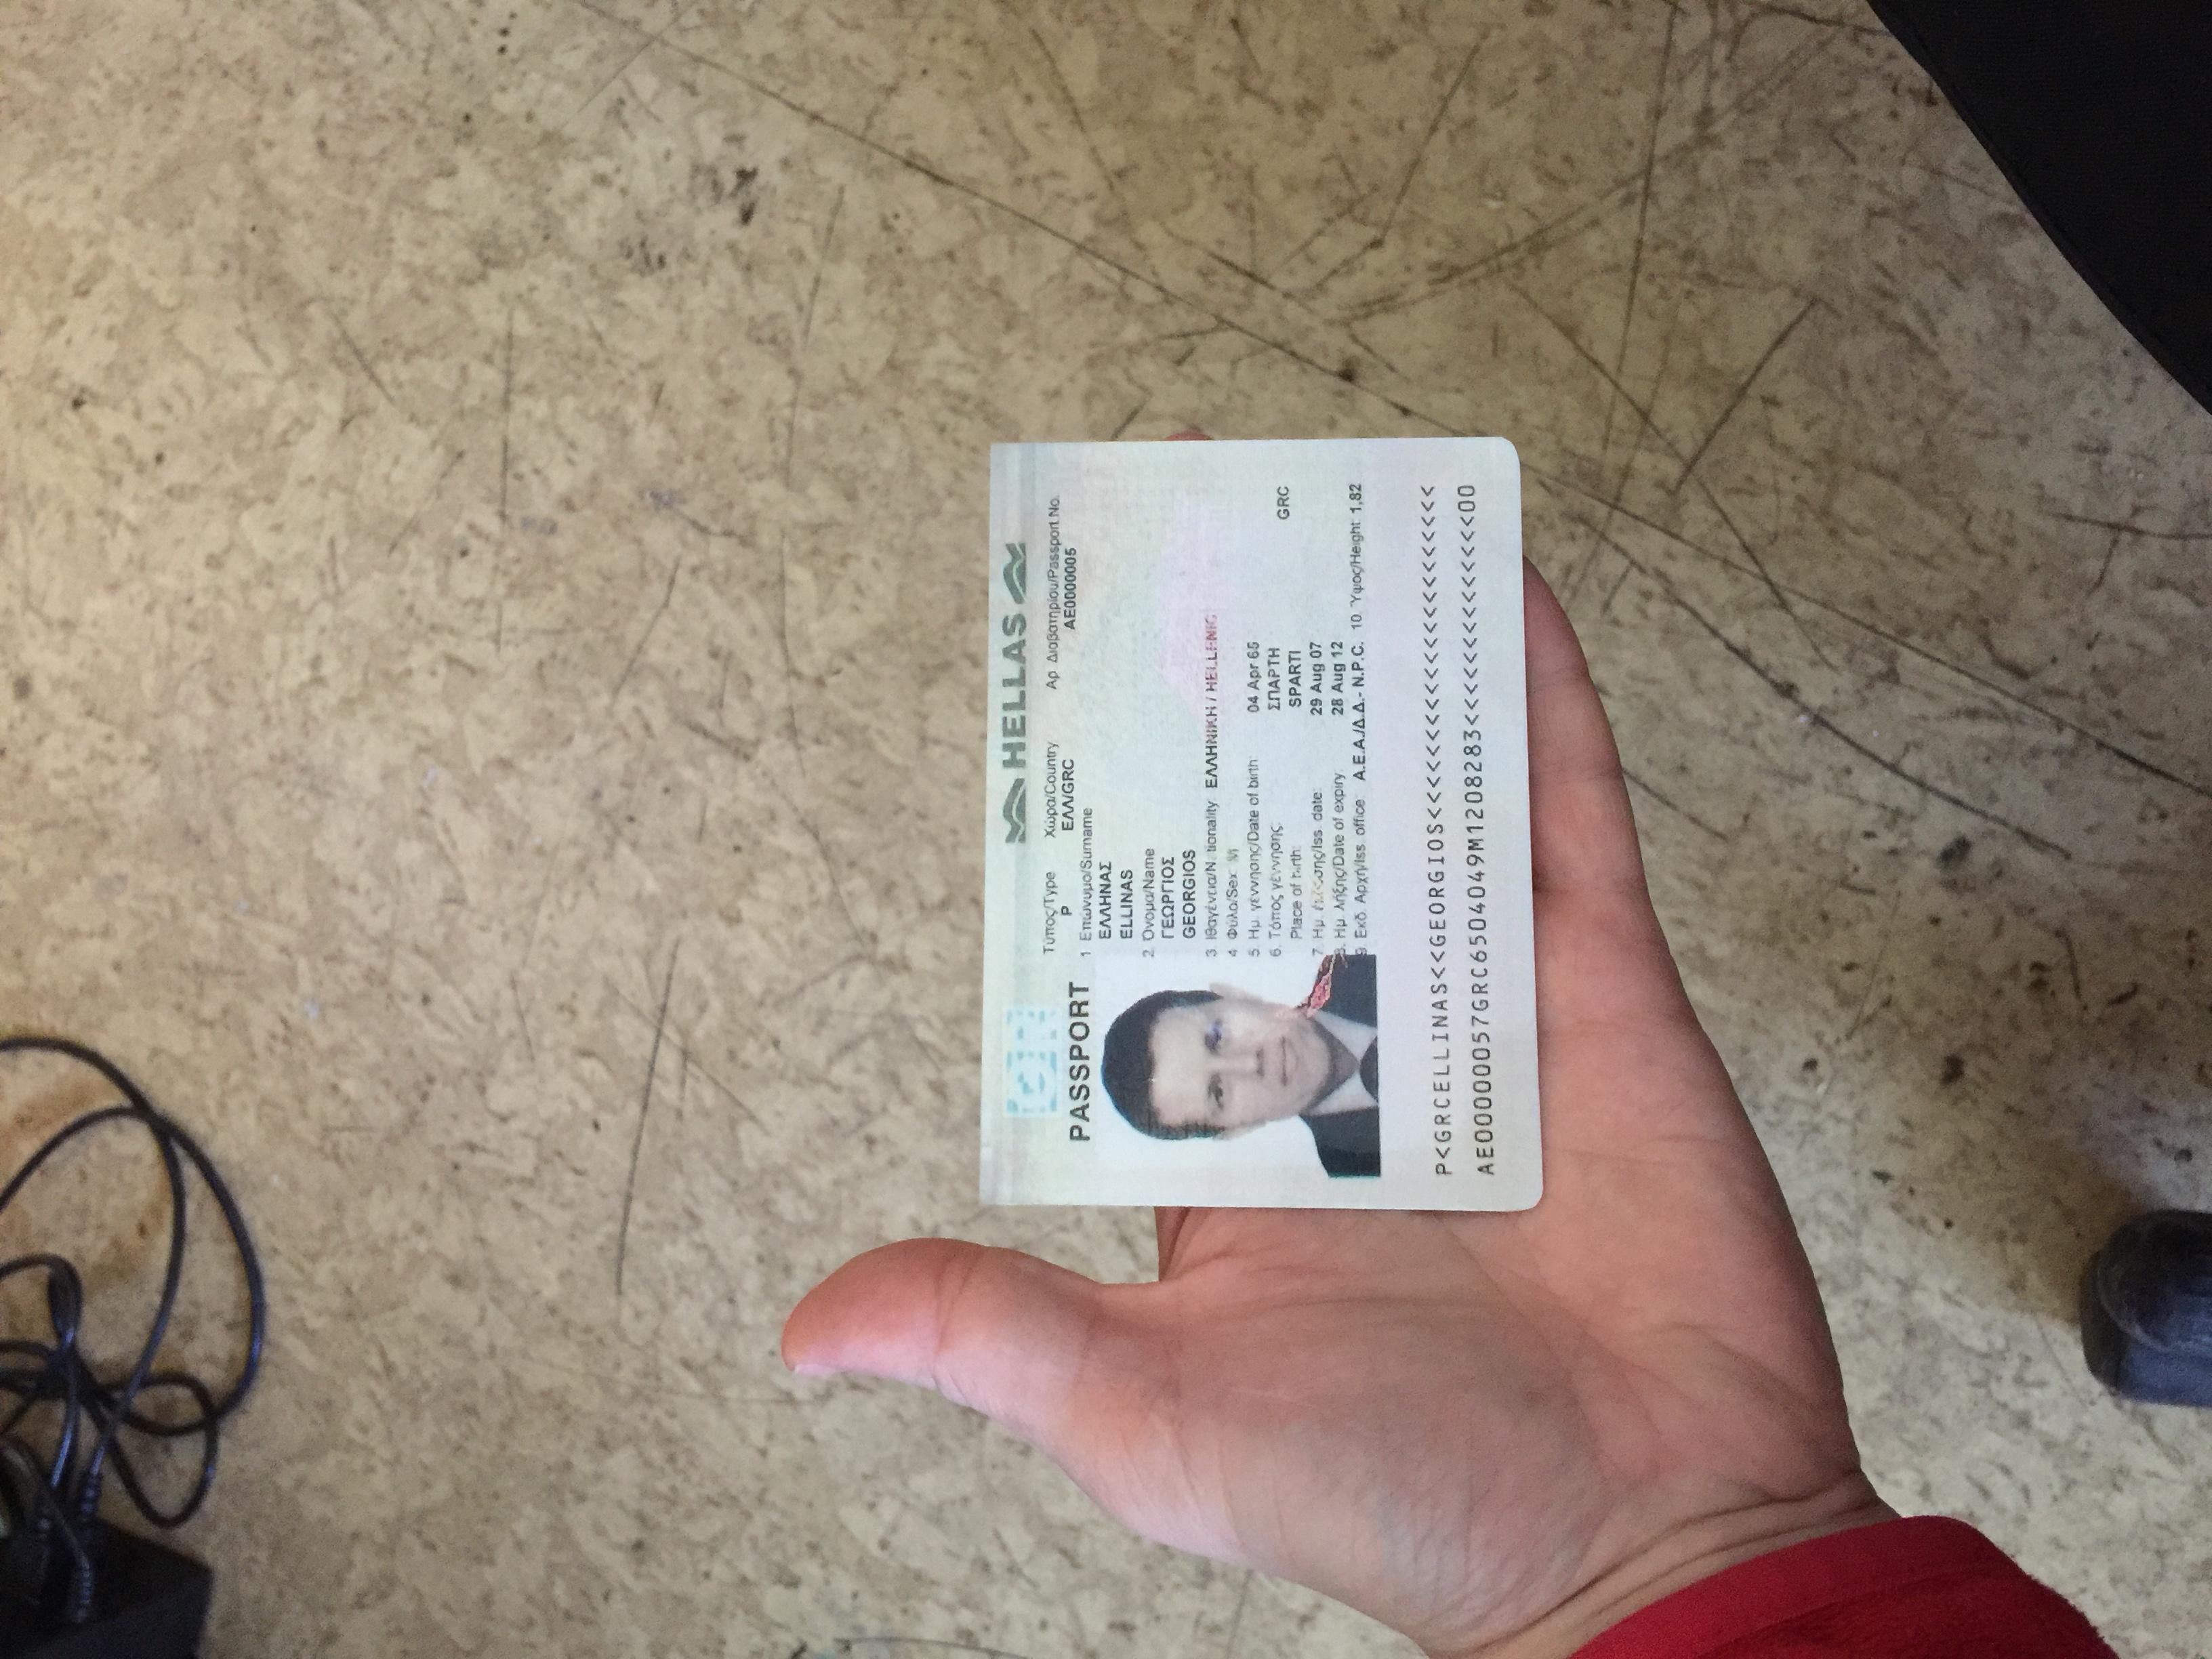 GR
HELLAS
PASSPORT
Τύπος/Type Χώρα/Country Αρ. Διαβατηρίου/Passport No.
P ΕΛΛ/GRC AE0000005
1 Επώνυμο/Surname
ΕΛΛΗΝΑΣ
ELLINAS
2. Όνομα/Name
ΓΕΩΡΓΙΟΣ
GEORGIOS
3. Ιθαγένεια/N tionality: ΕΛΛΗΝΙΚΗ / HELLENIC
4. Φύλο/Sex: M
5. Ημ. γέννησης/Date of birth: 04 Apr 65
6. Τόπος γέννησης: ΣΠΑΡΤΗ
Place of birth: SPARTI GRC
7. Ημ. /Iss. date: 29 Aug 07
8. Ημ. λήξης/Date of expiry: 28 Aug 12
9. Εκδ. Αρχή/Iss. office: Α.Ε.Α./Δ.Δ.- N.P.C. 10. Ύψος/Height: 1,82
P<GRCELLINAS<<GEORGIOS<<<<<<<<<<<<<<<<<<<<<<
AE00000057GRC6504049M1208283<<<<<<<<<<<<<<00